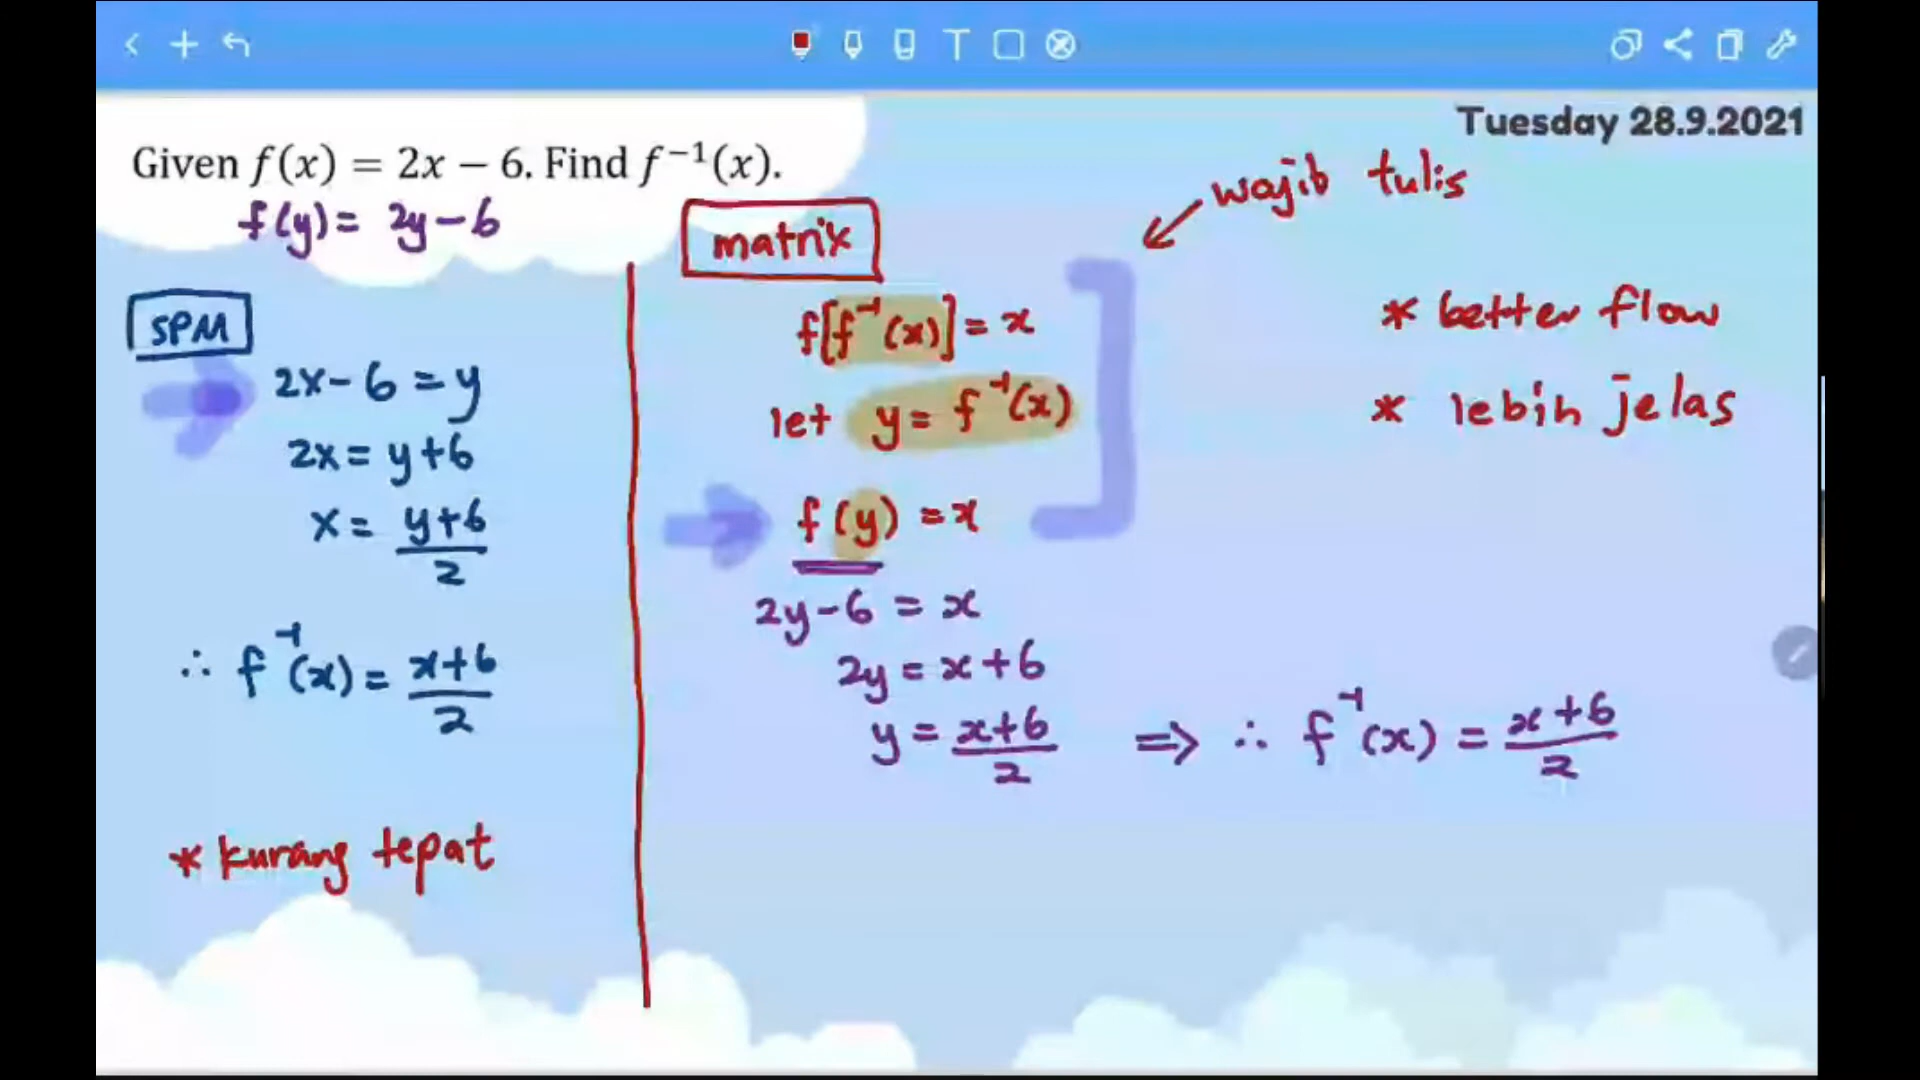 Tuesday 28.9.2021
Given f(x) = 2x − 6. Find f⁻¹(x).
f(y) = 2y − 6
SPM
2x − 6 = y
2x = y + 6
x = (y+6)/2
∴ f⁻¹(x) = (x+6)/2
* kurang tepat
matrix
f[f⁻¹(x)] = x
let y = f⁻¹(x)
f(y) = x
2y − 6 = x
2y = x + 6
y = (x+6)/2 ⇒ ∴ f⁻¹(x) = (x+6)/2
wajib tulis
* better flow
* lebih jelas